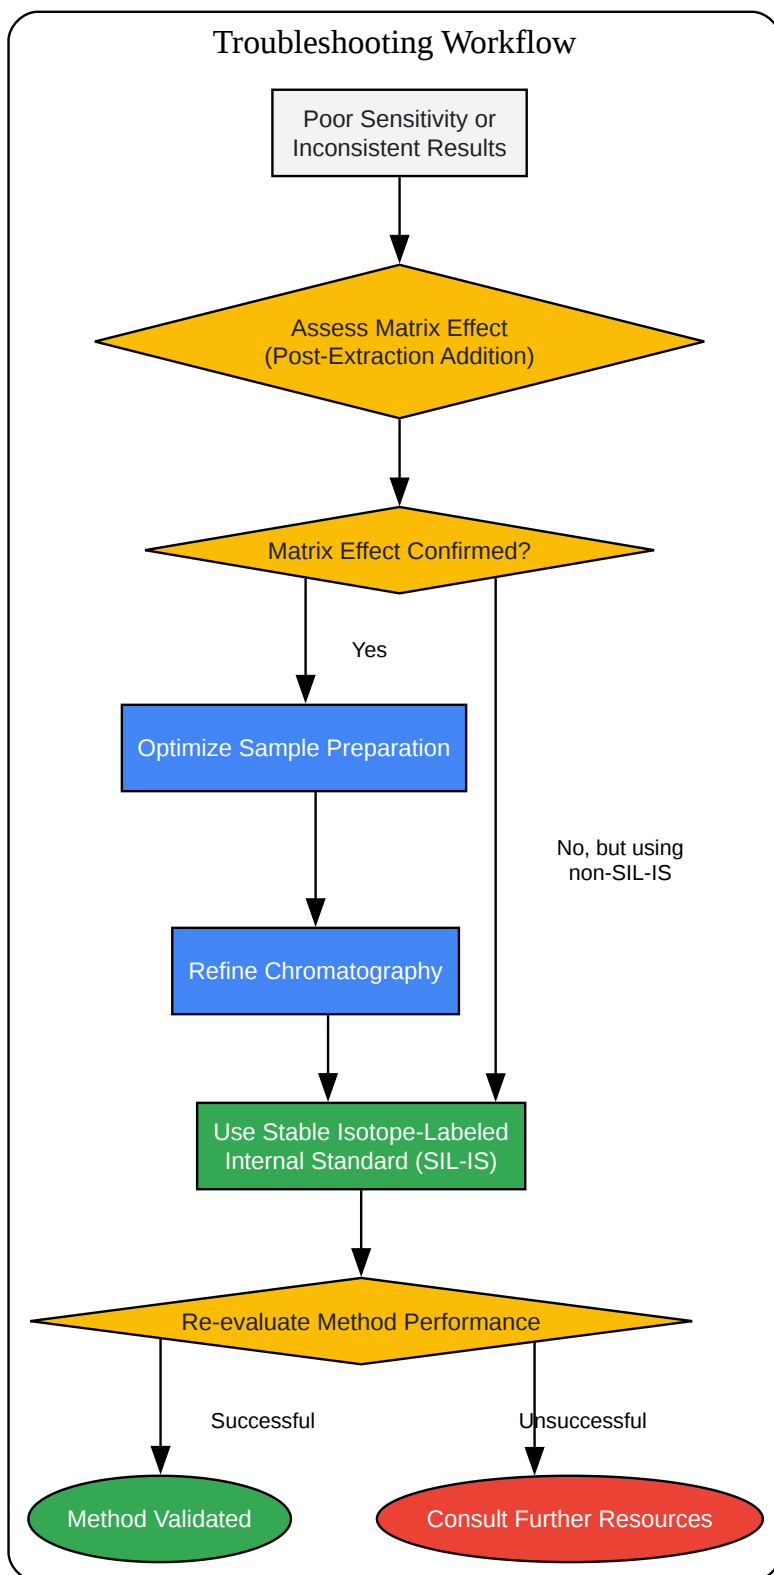 Troubleshooting Workflow
Poor Sensitivity or
Inconsistent Results
Assess Matrix Effect
(Post-Extraction Addition)
Matrix Effect Confirmed?
Yes
Optimize Sample Preparation
No, but using
non-SIL-IS
Refine Chromatography
Use Stable Isotope-Labeled
Internal Standard (SIL-IS)
Re-evaluate Method Performance
Successful
Unsuccessful
Method Validated
Consult Further Resources